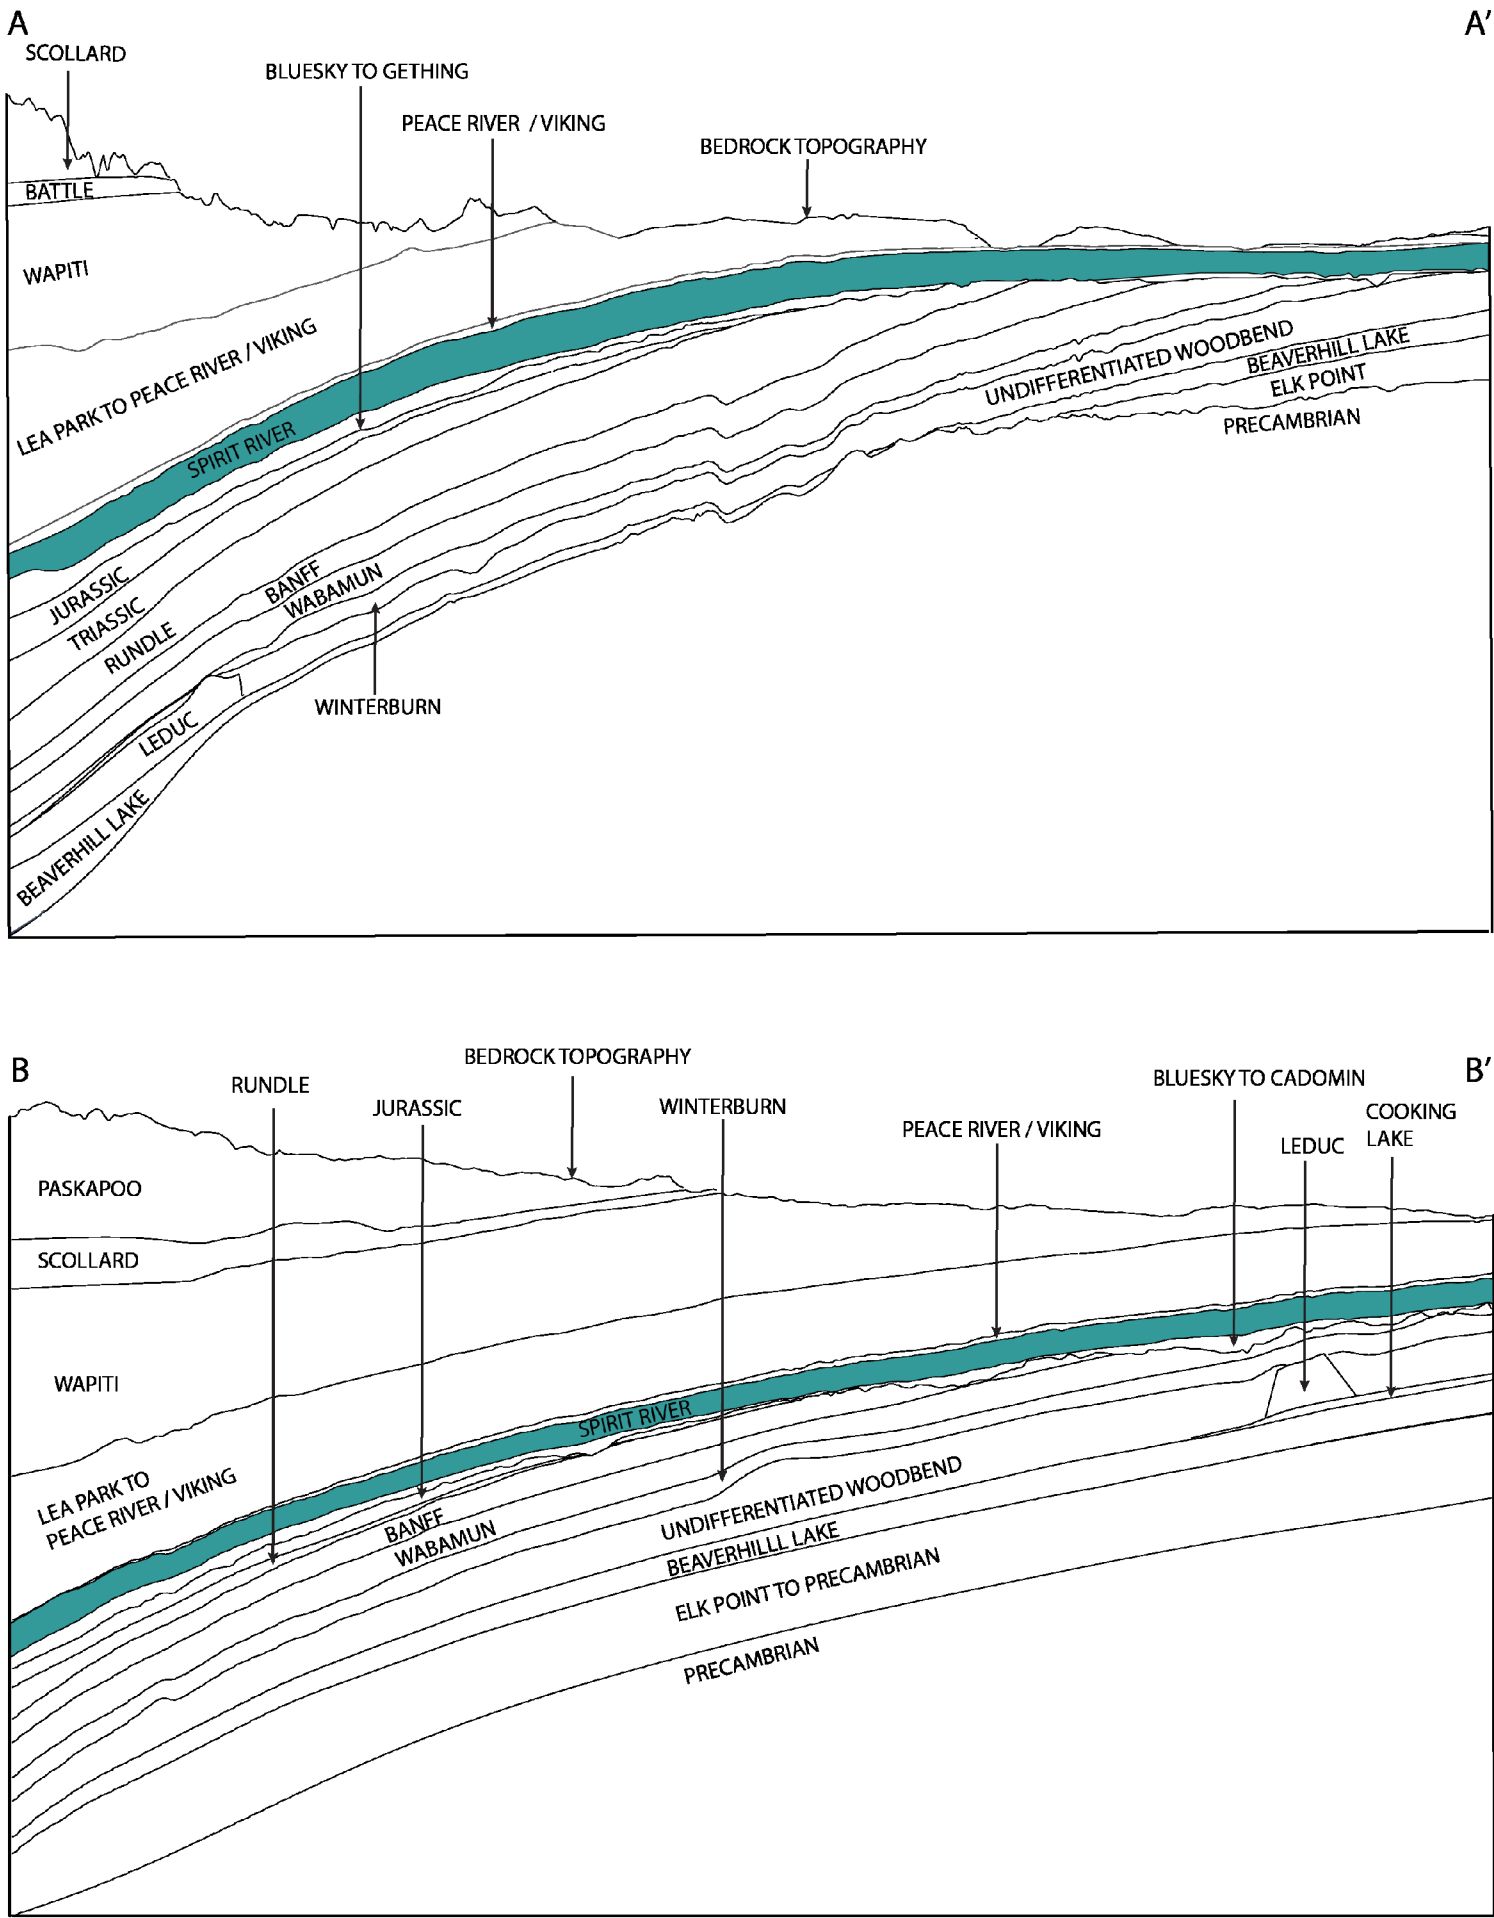 A
A'
SCOLLARD
BLUESKY TO GETHING
PEACE RIVER / VIKING
BEDROCK TOPOGRAPHY
BATTLE
WAPITI
LEA PARK TO PEACE RIVER / VIKING
SPIRIT RIVER
UNDIFFERENTIATED WOODBEND
BEAVERHILL LAKE
ELK POINT
PRECAMBRIAN
JURASSIC
TRIASSIC
RUNDLE
BANFF
WABAMUN
WINTERBURN
LEDUC
BEAVERHILL LAKE
B
B'
BEDROCK TOPOGRAPHY
RUNDLE
JURASSIC
WINTERBURN
PEACE RIVER / VIKING
BLUESKY TO CADOMIN
LEDUC
COOKING
LAKE
PASKAPOO
SCOLLARD
WAPITI
SPIRIT RIVER
LEA PARK TO
PEACE RIVER / VIKING
BANFF
WABAMUN
UNDIFFERENTIATED WOODBEND
BEAVERHILLL LAKE
ELK POINT TO PRECAMBRIAN
PRECAMBRIAN